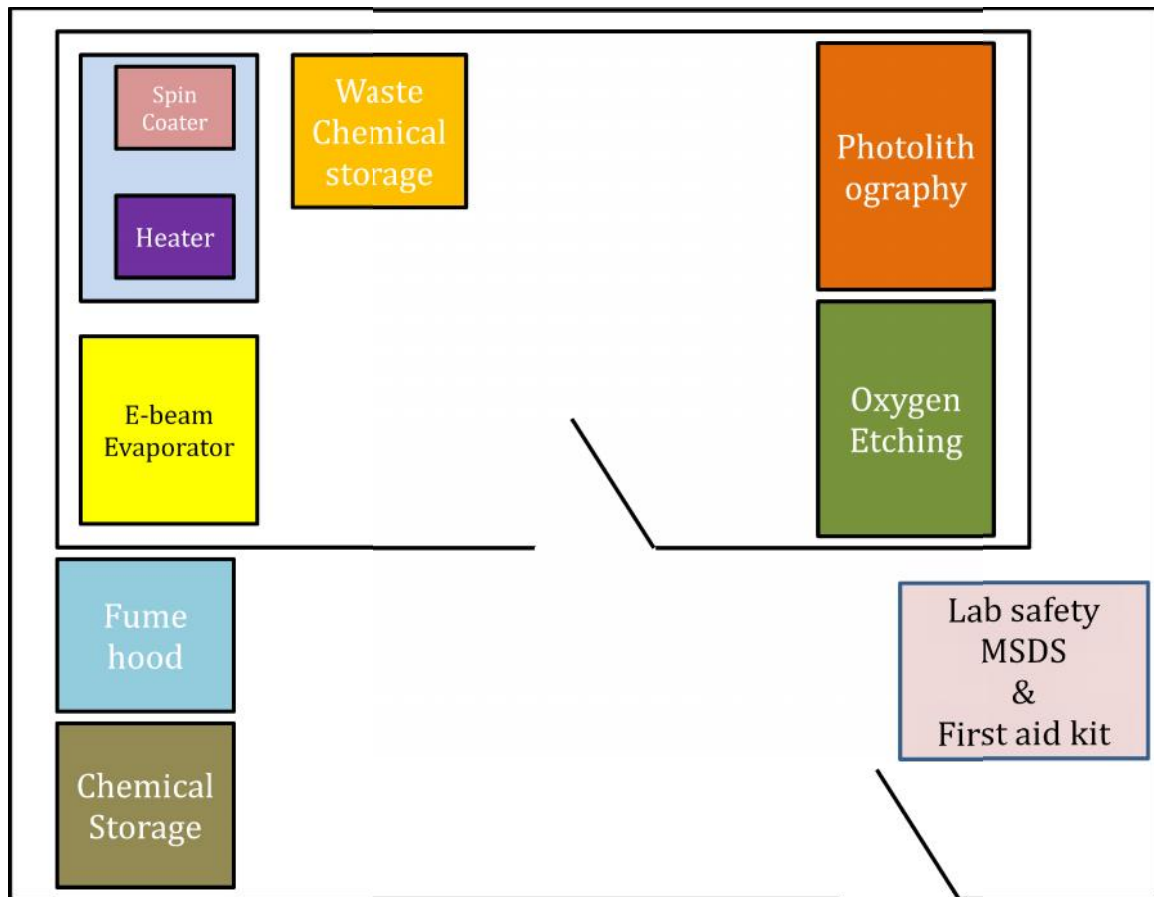 Spin
Coater
Heater
Waste
Chemical
storage
Photolith
ography
E-beam
Evaporator
Oxygen
Etching
Fume
hood
Lab safety
MSDS
&
First aid kit
Chemical
Storage